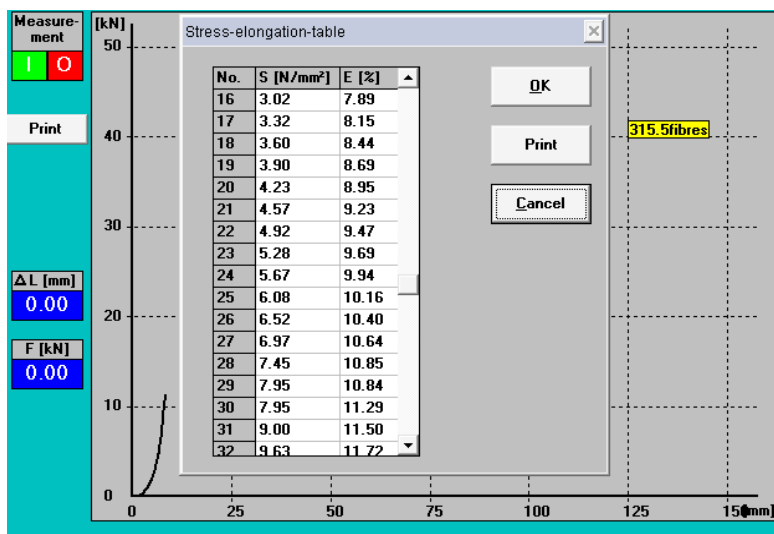 Measure-
ment
I O
Print
Δ L [mm]
0.00
F [kN]
0.00
[kN]
50
40
30
20
10
0
0 25 50 75 100 125 150 [mm]
315.5fibres
Stress-elongation-table
No. S [N/mm²] E [%]
16 3.02 7.89
17 3.32 8.15
18 3.60 8.44
19 3.90 8.69
20 4.23 8.95
21 4.57 9.23
22 4.92 9.47
23 5.28 9.69
24 5.67 9.94
25 6.08 10.16
26 6.52 10.40
27 6.97 10.64
28 7.45 10.85
29 7.95 10.84
30 7.95 11.29
31 9.00 11.50
32 9.63 11.72
OK
Print
Cancel